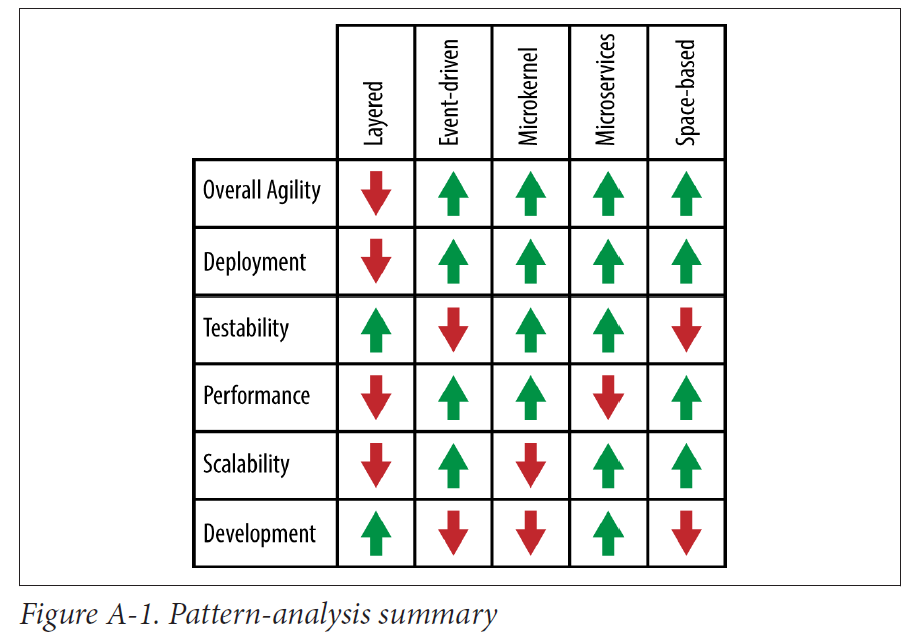 Layered
Event-driven
Microkernel
Microservices
Space-based
Overall Agility
Deployment
Testability
Performance
Scalability
Development
Figure A-1. Pattern-analysis summary